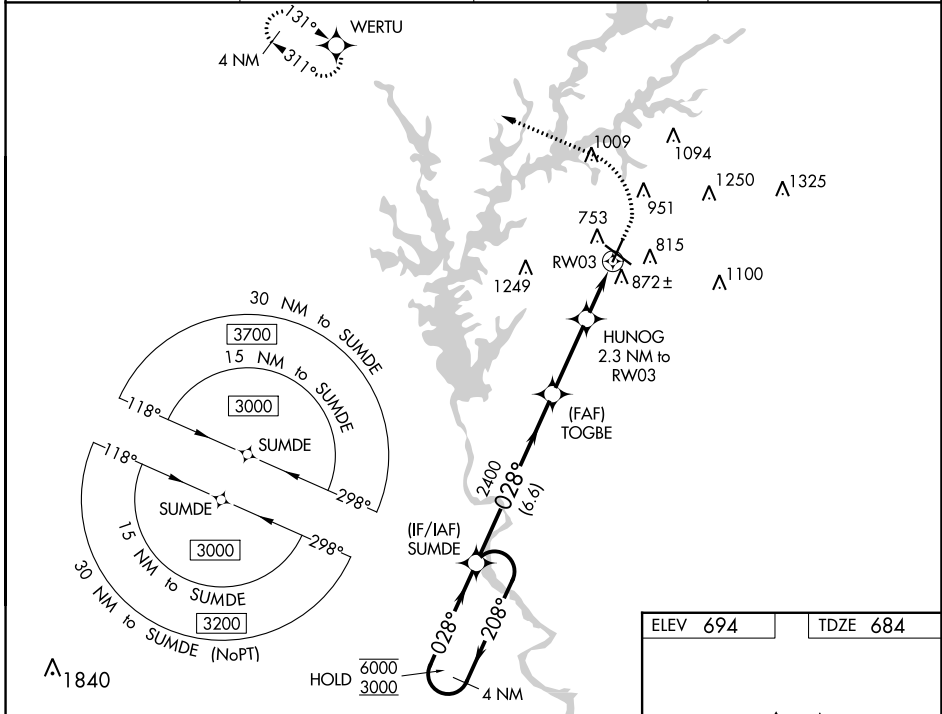 131°
WERTU
4 NM
311°
1009
1094
1250
1325
951
753
815
RW03
872±
1249
1100
HUNOG
2.3 NM to
RW03
30 NM to SUMDE
3700
15 NM to SUMDE
3000
118°
SUMDE
298°
(FAF)
TOGBE
2400
028°
(6.6)
118°
SUMDE
298°
3000
15 NM to SUMDE
3200
30 NM to SUMDE (NoPT)
(IF/IAF)
SUMDE
028°
208°
HOLD
6000
3000
4 NM
1840
ELEV 694
TDZE 684